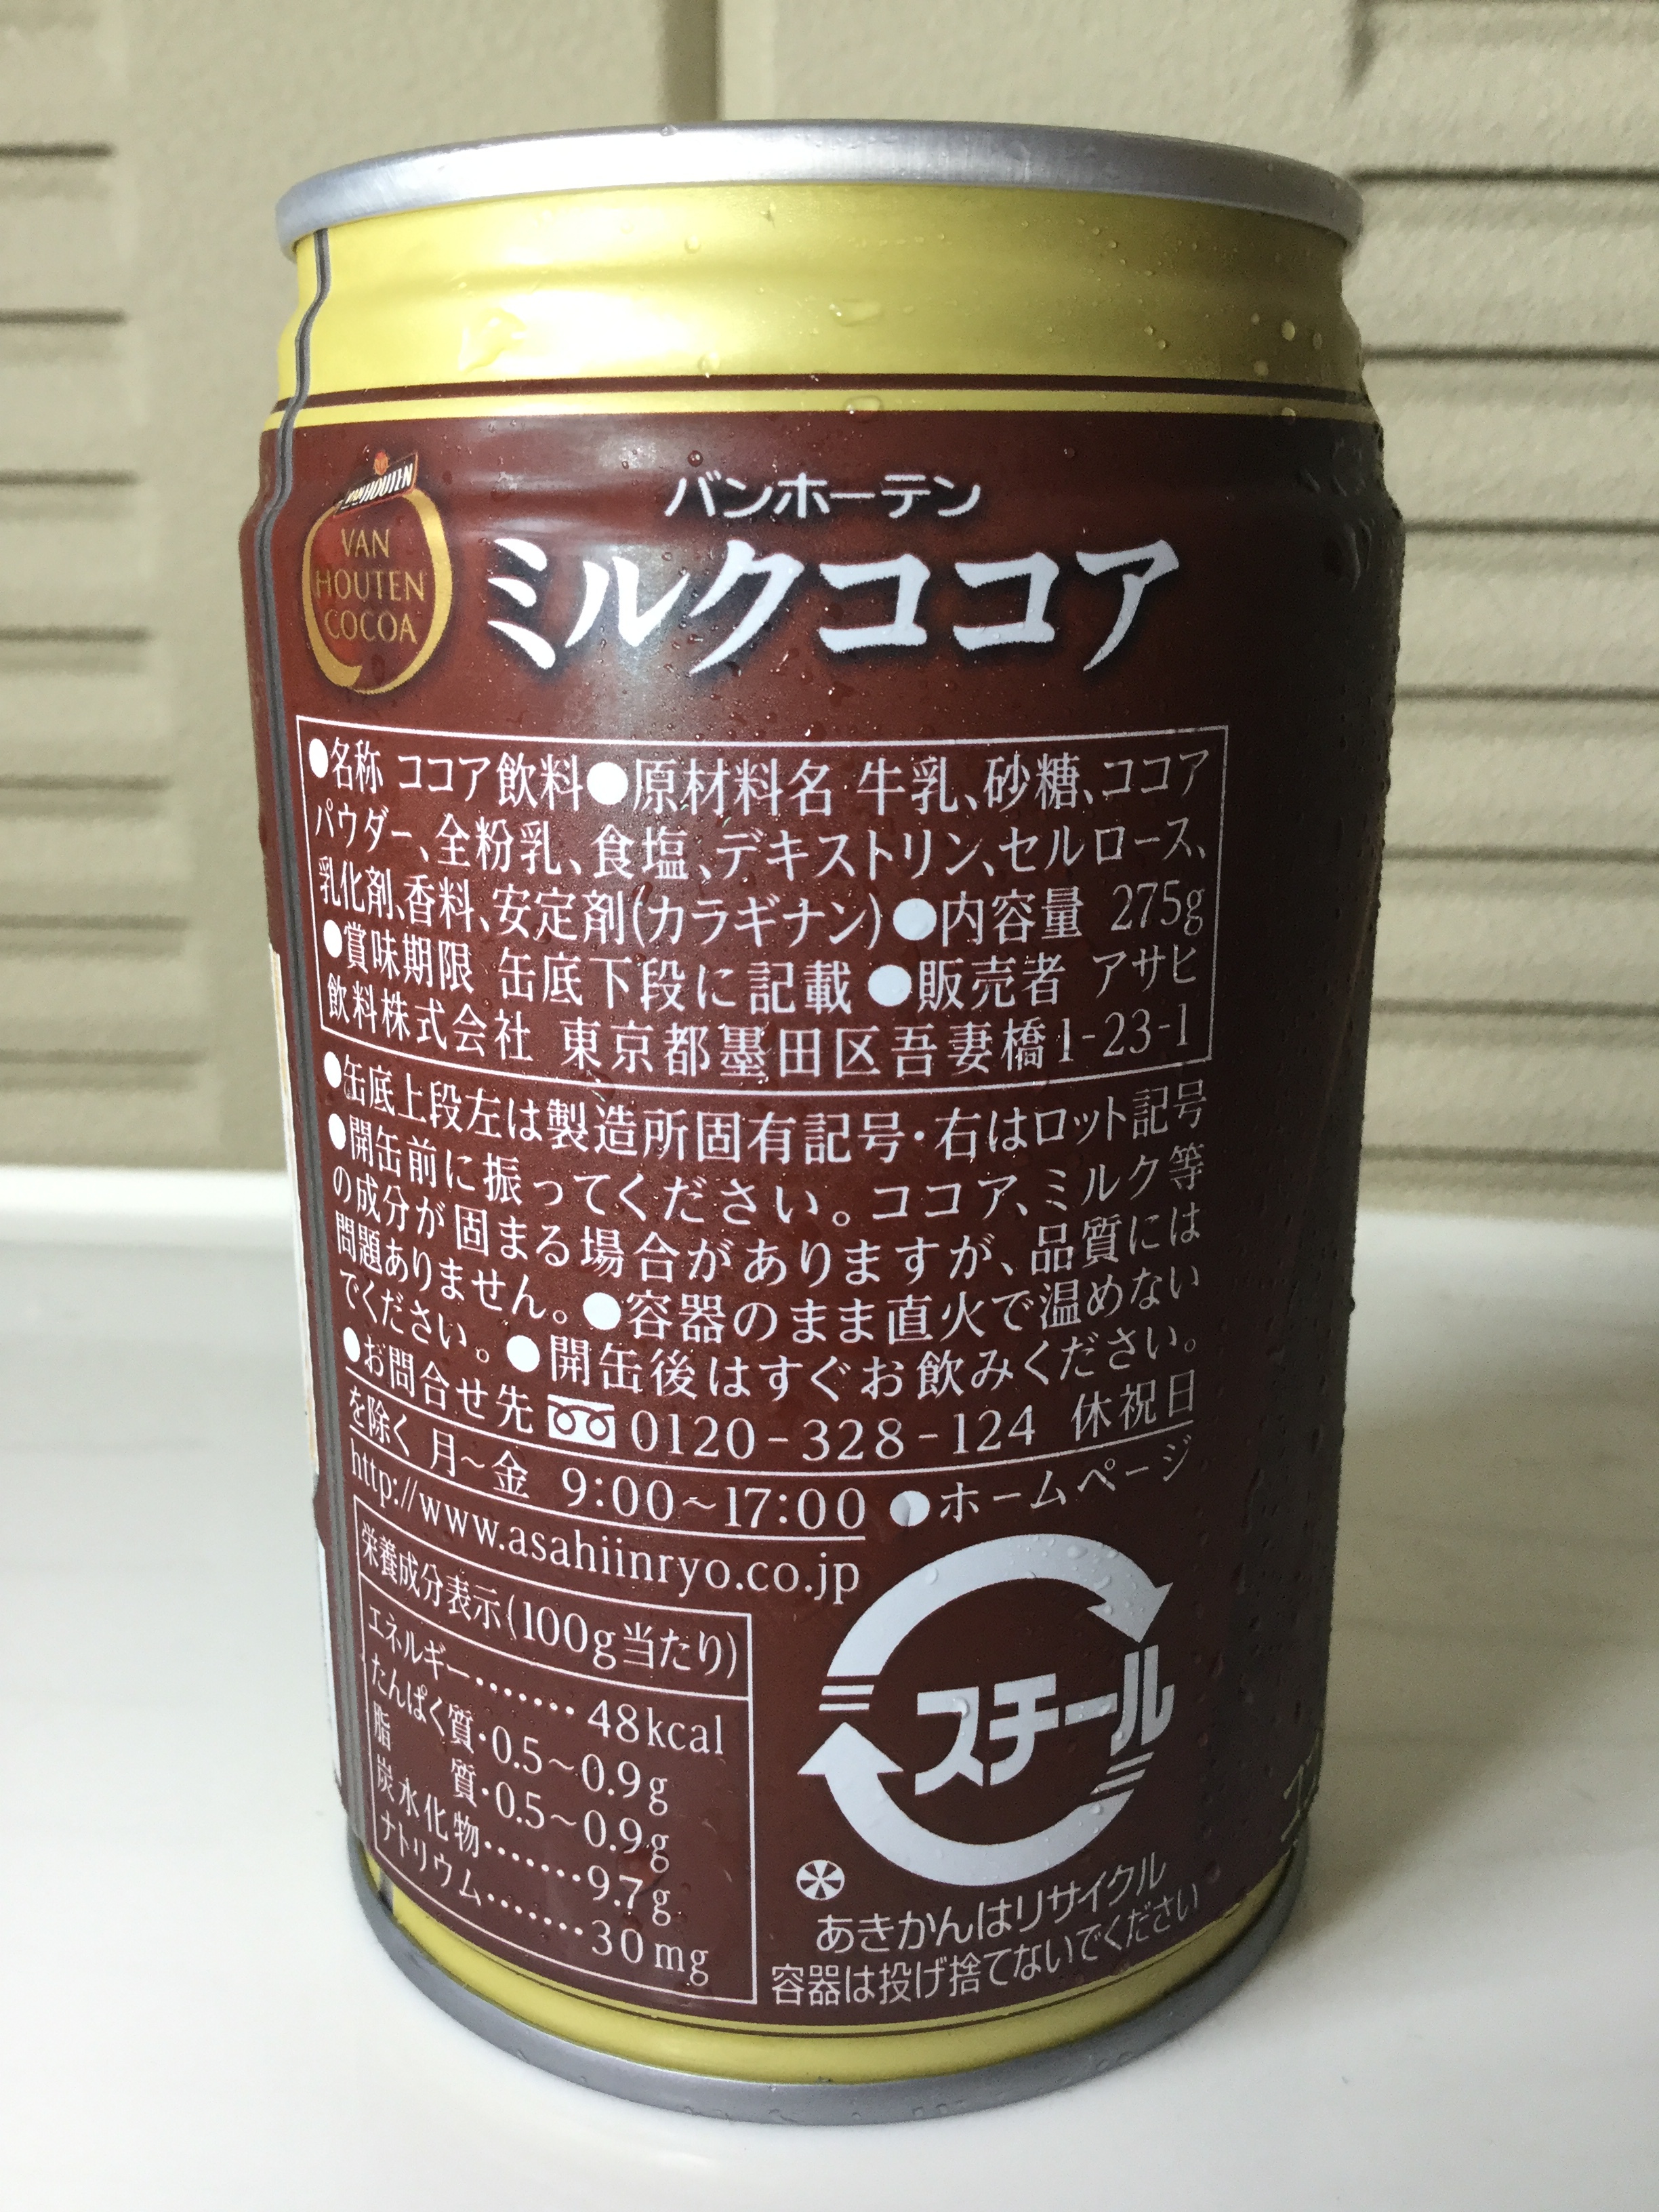 VAN HOUTEN
VAN
HOUTEN
COCOA
バンホーテン
ミルクココア
●名称 ココア飲料●原材料名 牛乳、砂糖、ココア
パウダー、全粉乳、食塩、デキストリン、セルロース、
乳化剤、香料、安定剤(カラギナン)●内容量 275g
●賞味期限 缶底下段に記載 ●販売者 アサヒ
飲料株式会社 東京都墨田区吾妻橋1-23-1
●缶底上段左は製造所固有記号・右はロット記号
●開缶前に振ってください。ココア、ミルク等
の成分が固まる場合がありますが、品質には
問題ありません。●容器のまま直火で温めない
でください。●開缶後はすぐお飲みください。
●お問合せ先 0120-328-124 休祝日
を除く 月~金 9:00~17:00 ●ホームページ
http://www.asahiinryo.co.jp
栄養成分表示(100g当たり)
エネルギー‥‥‥‥48kcal
たんぱく質・0.5~0.9g
脂 質・0.5~0.9g
炭水化物‥‥‥‥9.7g
ナトリウム‥‥‥‥30mg
スチール
あきかんはリサイクル
容器は投げ捨てないでください